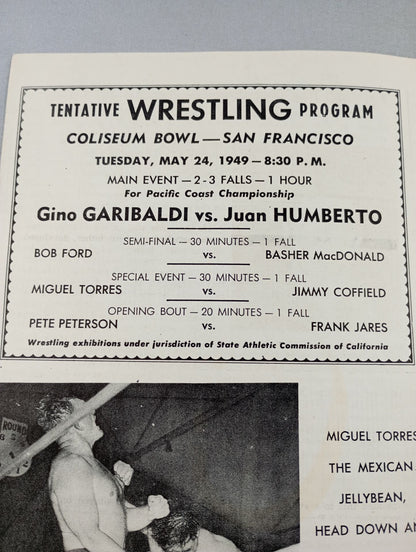 TENTATIVE WRESTLING PROGRAM
COLISEUM BOWL — SAN FRANCISCO
TUESDAY, MAY 24, 1949 — 8:30 P. M.
MAIN EVENT — 2-3 FALLS — 1 HOUR
For Pacific Coast Championship
Gino GARIBALDI vs. Juan HUMBERTO
SEMI-FINAL — 30 MINUTES — 1 FALL
BOB FORD vs. BASHER MacDONALD
SPECIAL EVENT — 30 MINUTES — 1 FALL
MIGUEL TORRES vs. JIMMY COFFIELD
OPENING BOUT — 20 MINUTES — 1 FALL
PETE PETERSON vs. FRANK JARES
Wrestling exhibitions under jurisdiction of State Athletic Commission of California
ROUND
MIGUEL TORRES
THE MEXICAN
JELLYBEAN,
HEAD DOWN AN